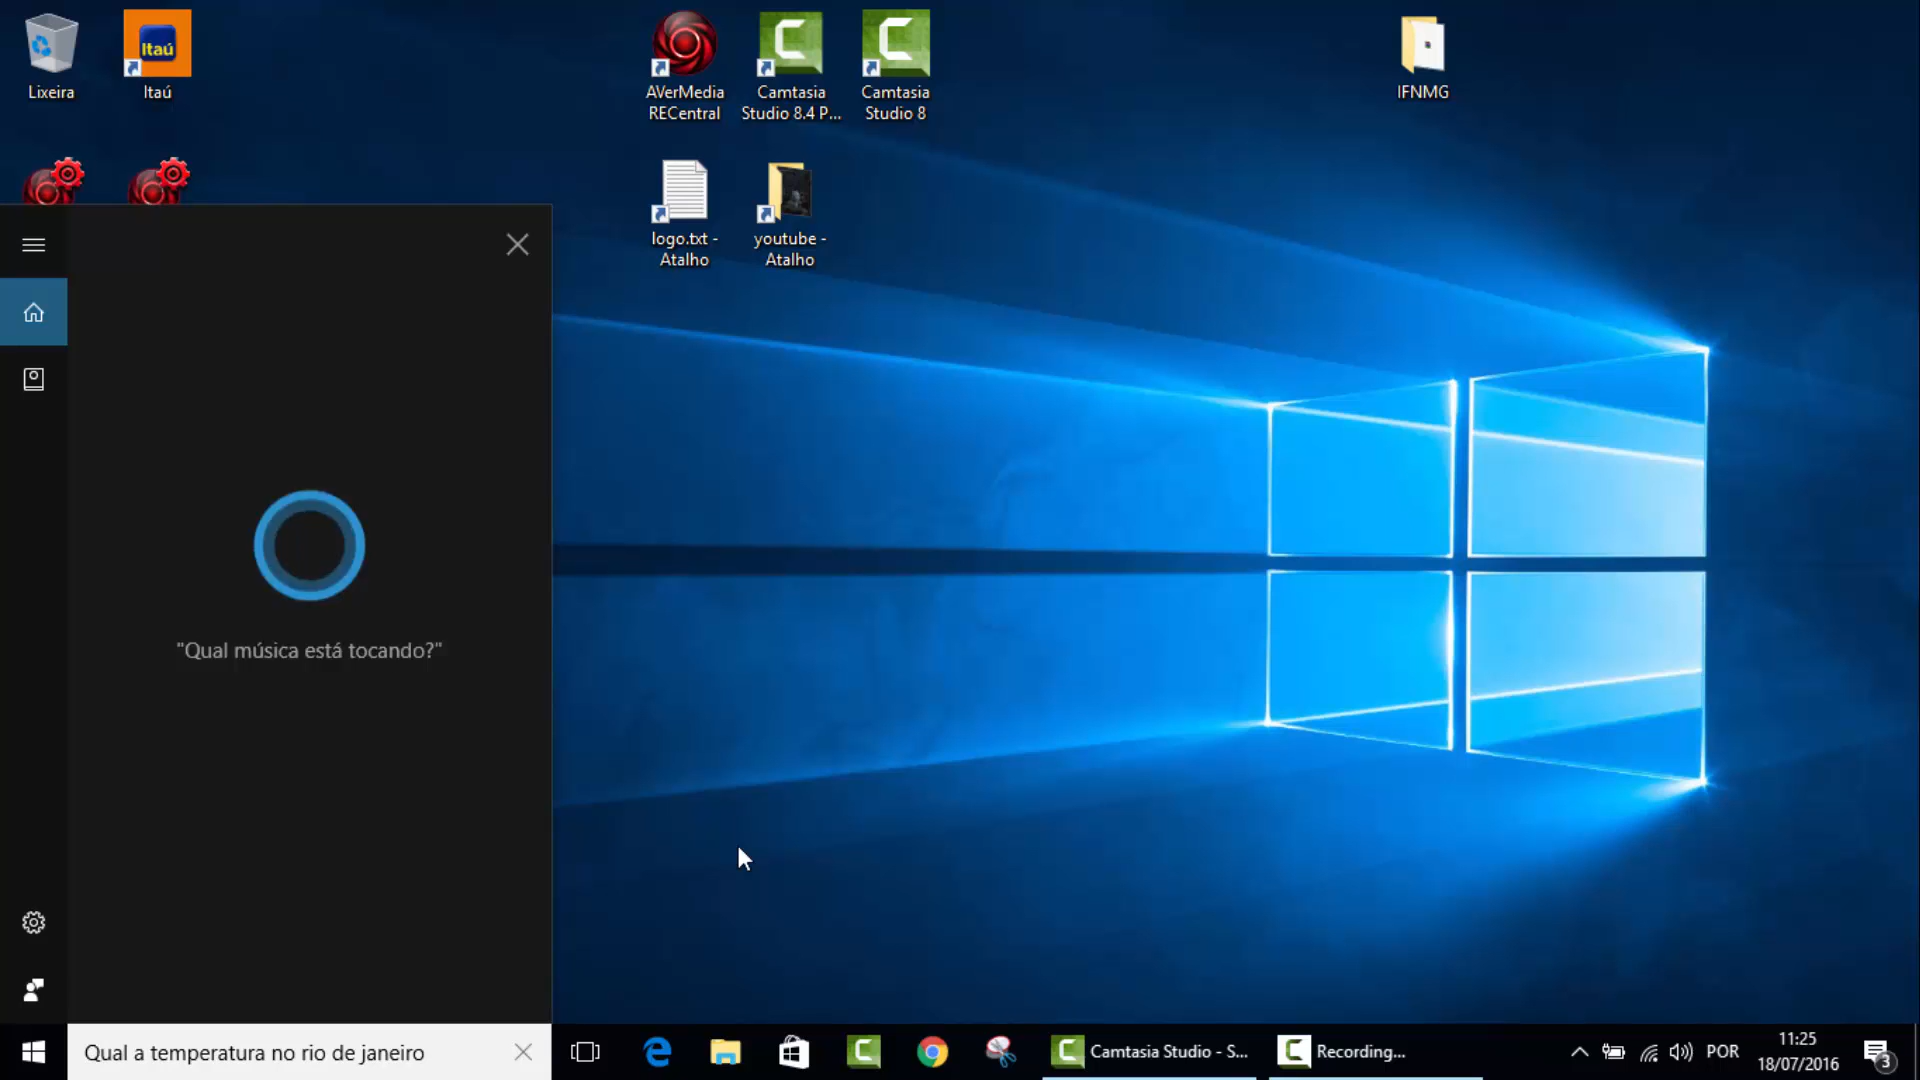 Itaú
Lixeira
Itaú
AVerMedia
RECentral
Camtasia
Studio 8.4 P...
Camtasia
Studio 8
IFNMG
logo.txt -
Atalho
youtube -
Atalho
"Qual música está tocando?"
Qual a temperatura no rio de janeiro
Camtasia Studio - S...
Recording...
POR
11:25
18/07/2016
3